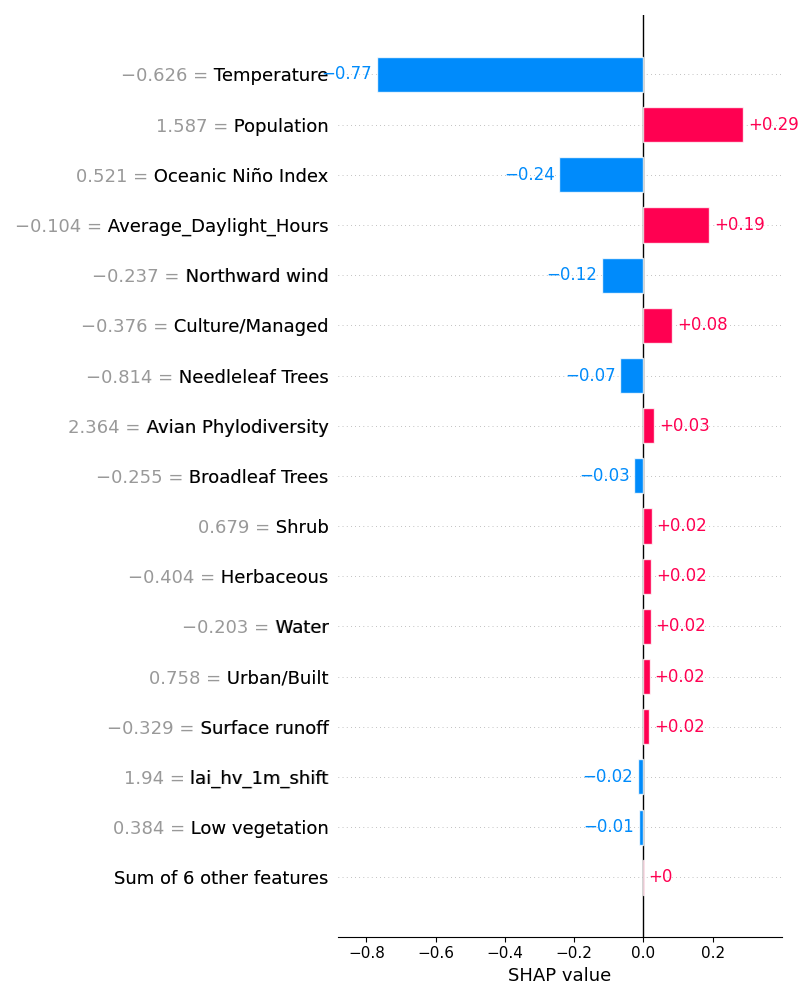 −0.626 = Temperature −0.77
1.587 = Population +0.29
0.521 = Oceanic Niño Index −0.24
−0.104 = Average_Daylight_Hours +0.19
−0.237 = Northward wind −0.12
−0.376 = Culture/Managed +0.08
−0.814 = Needleleaf Trees −0.07
2.364 = Avian Phylodiversity +0.03
−0.255 = Broadleaf Trees −0.03
0.679 = Shrub +0.02
−0.404 = Herbaceous +0.02
−0.203 = Water +0.02
0.758 = Urban/Built +0.02
−0.329 = Surface runoff +0.02
1.94 = lai_hv_1m_shift −0.02
0.384 = Low vegetation −0.01
Sum of 6 other features +0
−0.8 −0.6 −0.4 −0.2 0.0 0.2
SHAP value